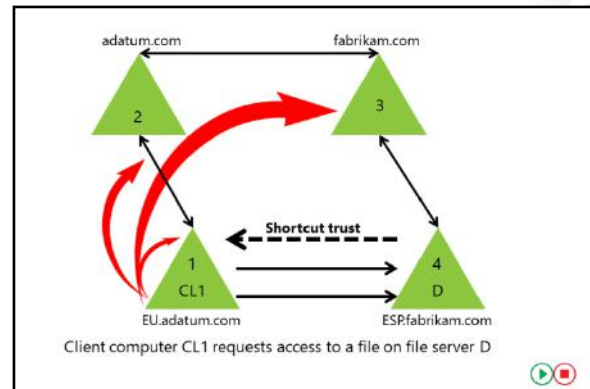 adatum.com
fabrikam.com
2
3
Shortcut trust
1
4
CL1
D
EU.adatum.com
ESP.fabrikam.com
Client computer CL1 requests access to a file on file server D